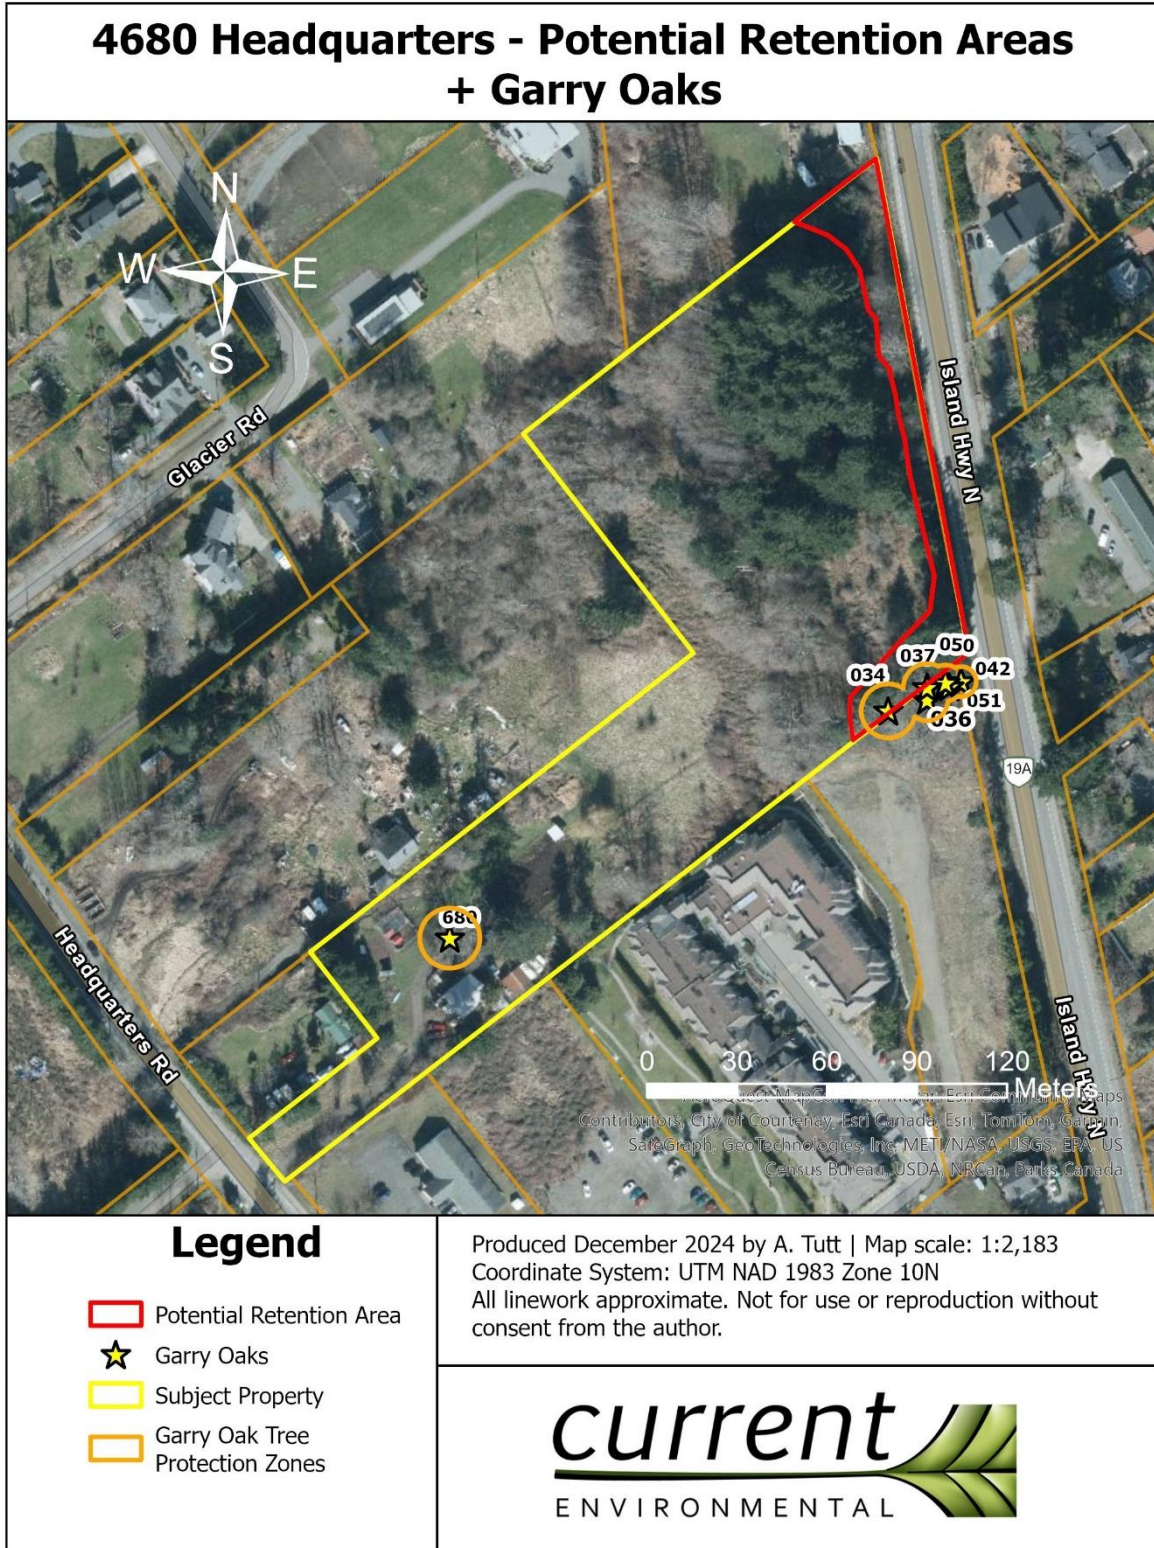 4680 Headquarters - Potential Retention Areas
+ Garry Oaks
N
W
E
S
Glacier Rd
Island Hwy N
050
037
042
034
051
036
19A
680
Headquarters Rd
Island Hwy N
0 30 60 90 120
Meters
Esri Community Maps
Contributors, City of Courtenay, Esri Canada, Esri, TomTom, Garmin,
SafeGraph, GeoTechnologies, Inc, METI/NASA, USGS, EPA, US
Census Bureau, USDA, NRCan, Parks Canada
Legend
Potential Retention Area
Garry Oaks
Subject Property
Garry Oak Tree
Protection Zones
Produced December 2024 by A. Tutt | Map scale: 1:2,183
Coordinate System: UTM NAD 1983 Zone 10N
All linework approximate. Not for use or reproduction without
consent from the author.
current
ENVIRONMENTAL